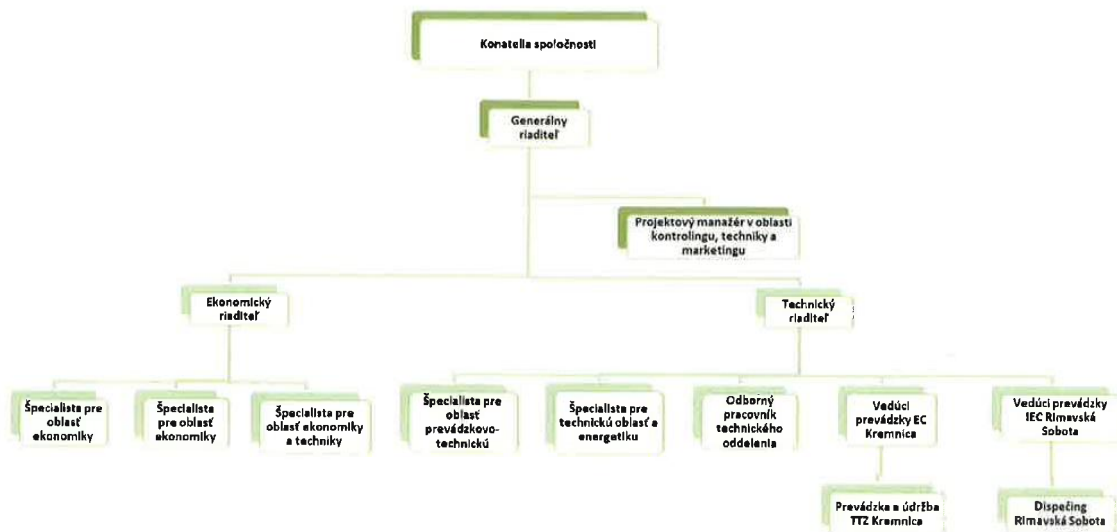 Konatelia spoločnosti
Generálny
riaditeľ
Projektový manažér v oblasti
kontrolingu, techniky a
marketingu
Ekonomický
riaditeľ
Technický
riaditeľ
Špecialista pre
oblasť
ekonomiky
Špecialista
pre oblasť
ekonomiky
Špecialista pre
oblasť ekonomiky
a techniky
Špecialista pre
oblasť
prevádzkovo-
technickú
Špecialista pre
technickú oblasť a
energetiku
Odborný
pracovník
technického
oddelenia
Vedúci
prevádzky EC
Kremnica
Vedúci prevádzky
IEC Rimavská
Sobota
Prevádzka a údržba
TTZ Kremnica
Dispečing
Rimavská Sobota